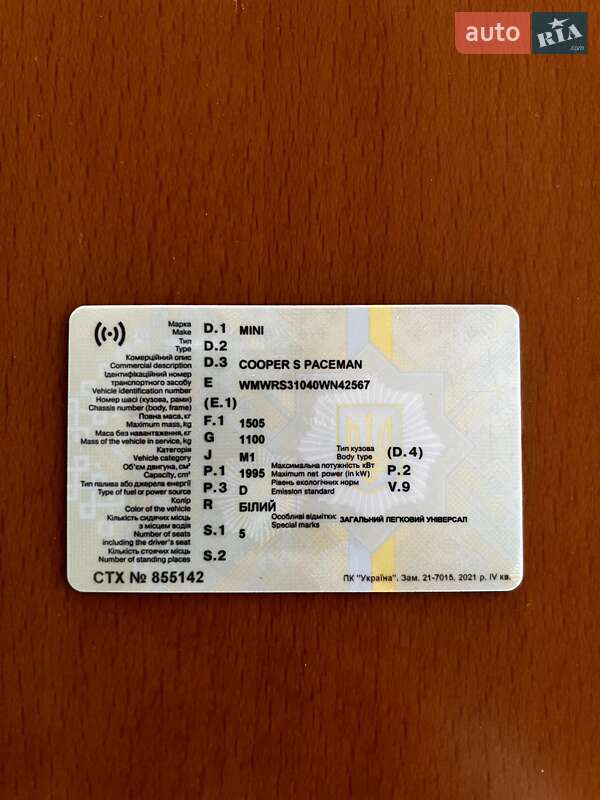 auto RIA .com
Марка
Make D.1 MINI
Тип
Type D.2
Комерційний опис
Commercial description D.3 COOPER S PACEMAN
Ідентифікаційний номер
транспортного засобу
Vehicle identification number E WMWRS31040WN42567
Номер шасі (кузова, рами)
Chassis number (body, frame) (E.1)
Повна маса, кг
Maximum mass, kg F.1 1505
Маса без навантаження, кг
Mass of the vehicle in service, kg G 1100
Категорія
Vehicle category J M1
Тип кузова
Body type (D.4)
Об'єм двигуна, см³
Capacity, cm³ P.1 1995
Максимальна потужність кВт
Maximum net power (in kW) P.2
Тип палива або джерела енергії
Type of fuel or power source P.3 D
Рівень екологічних норм
Emission standard V.9
Колір
Color of the vehicle R БІЛИЙ
Особливі відмітки:
Special marks ЗАГАЛЬНИЙ ЛЕГКОВИЙ УНІВЕРСАЛ
Кількість сидячих місць
з місцем водія
Number of seats
including the driver's seat S.1 5
Кількість стоячих місць
Number of standing places S.2
СТХ № 855142
ПК "Україна". Зам. 21-7015. 2021 р. IV кв.